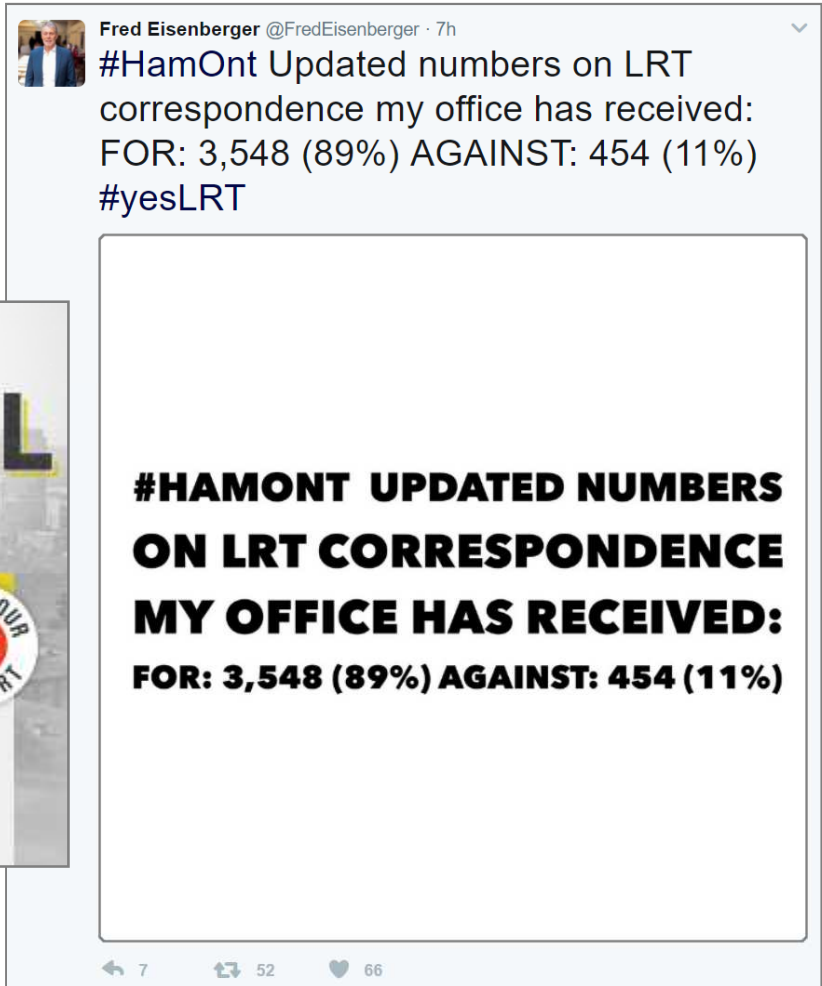 Fred Eisenberger @FredEisenberger · 7h
#HamOnt Updated numbers on LRT
correspondence my office has received:
FOR: 3,548 (89%) AGAINST: 454 (11%)
#yesLRT
L
OUR
RT
#HAMONT UPDATED NUMBERS
ON LRT CORRESPONDENCE
MY OFFICE HAS RECEIVED:
FOR: 3,548 (89%) AGAINST: 454 (11%)
7 52 66